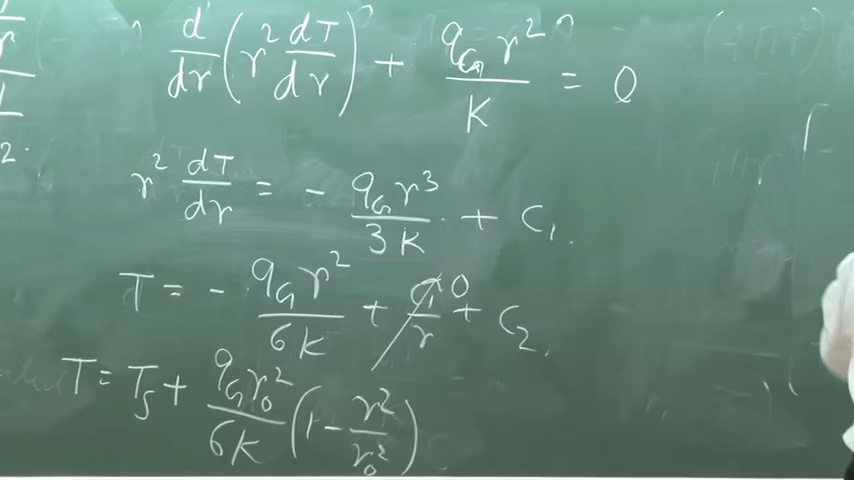 d/dr (r² dT/dr) + q_G r²/K = 0
r² dT/dr = - q_G r³/3K + C₁.
T = - q_G r²/6K + C₁/r 0 + C₂.
T = T_s + q_G r₀²/6K (1 - r²/r₀²)